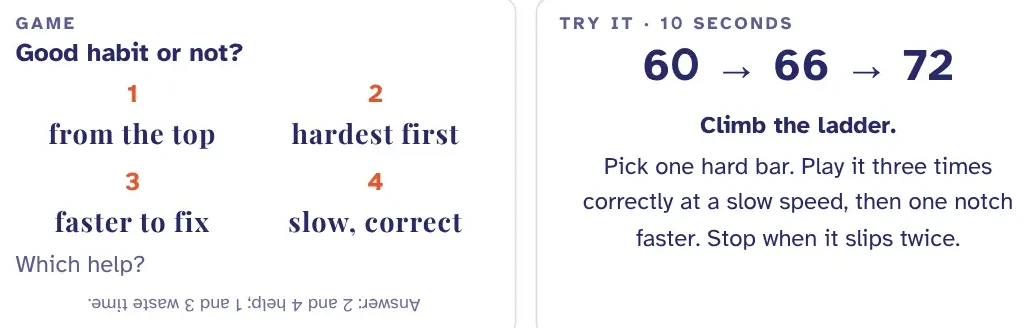 GAME
Good habit or not?
1
2
from the top
hardest first
3
4
faster to fix
slow, correct
Which help?
Answer: 2 and 4 help; 1 and 3 waste time.
TRY IT · 10 SECONDS
60 → 66 → 72
Climb the ladder.
Pick one hard bar. Play it three times
correctly at a slow speed, then one notch
faster. Stop when it slips twice.